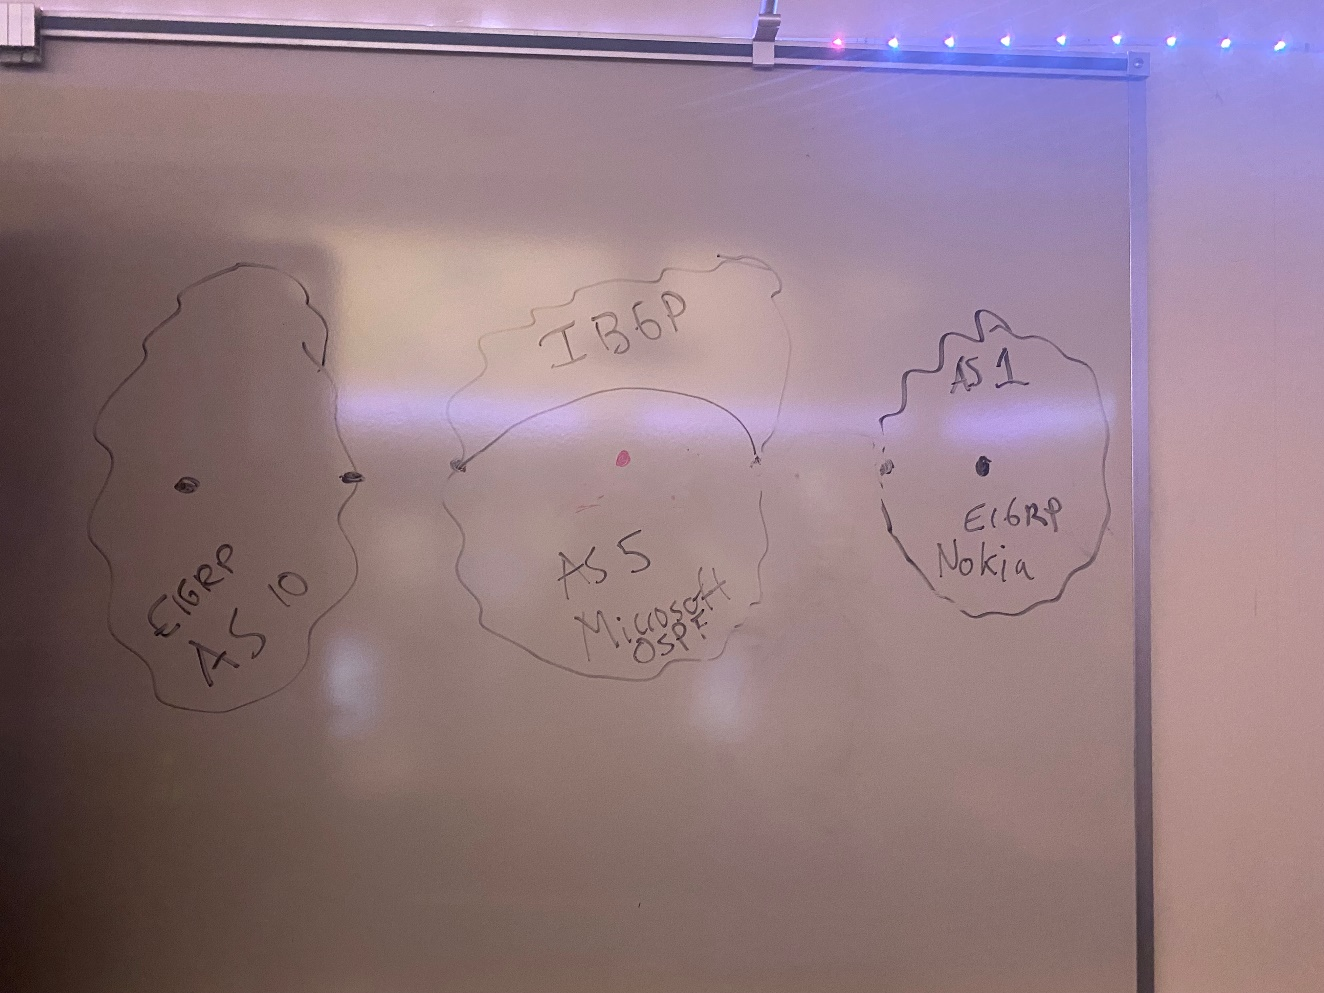 EIGRP
AS 10
IBGP
AS 5
Microsoft
OSPF
AS 1
EIGRP
Nokia